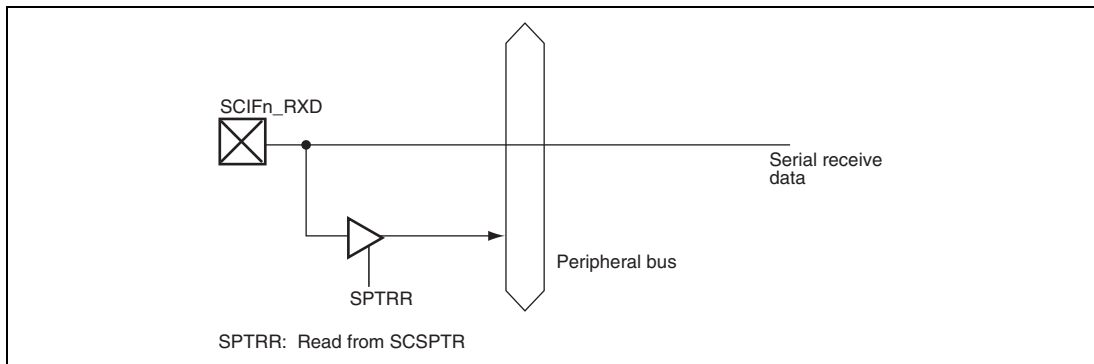 SCIFn_RXD
Serial receive
data
Peripheral bus
SPTRR
SPTRR: Read from SCSPTR